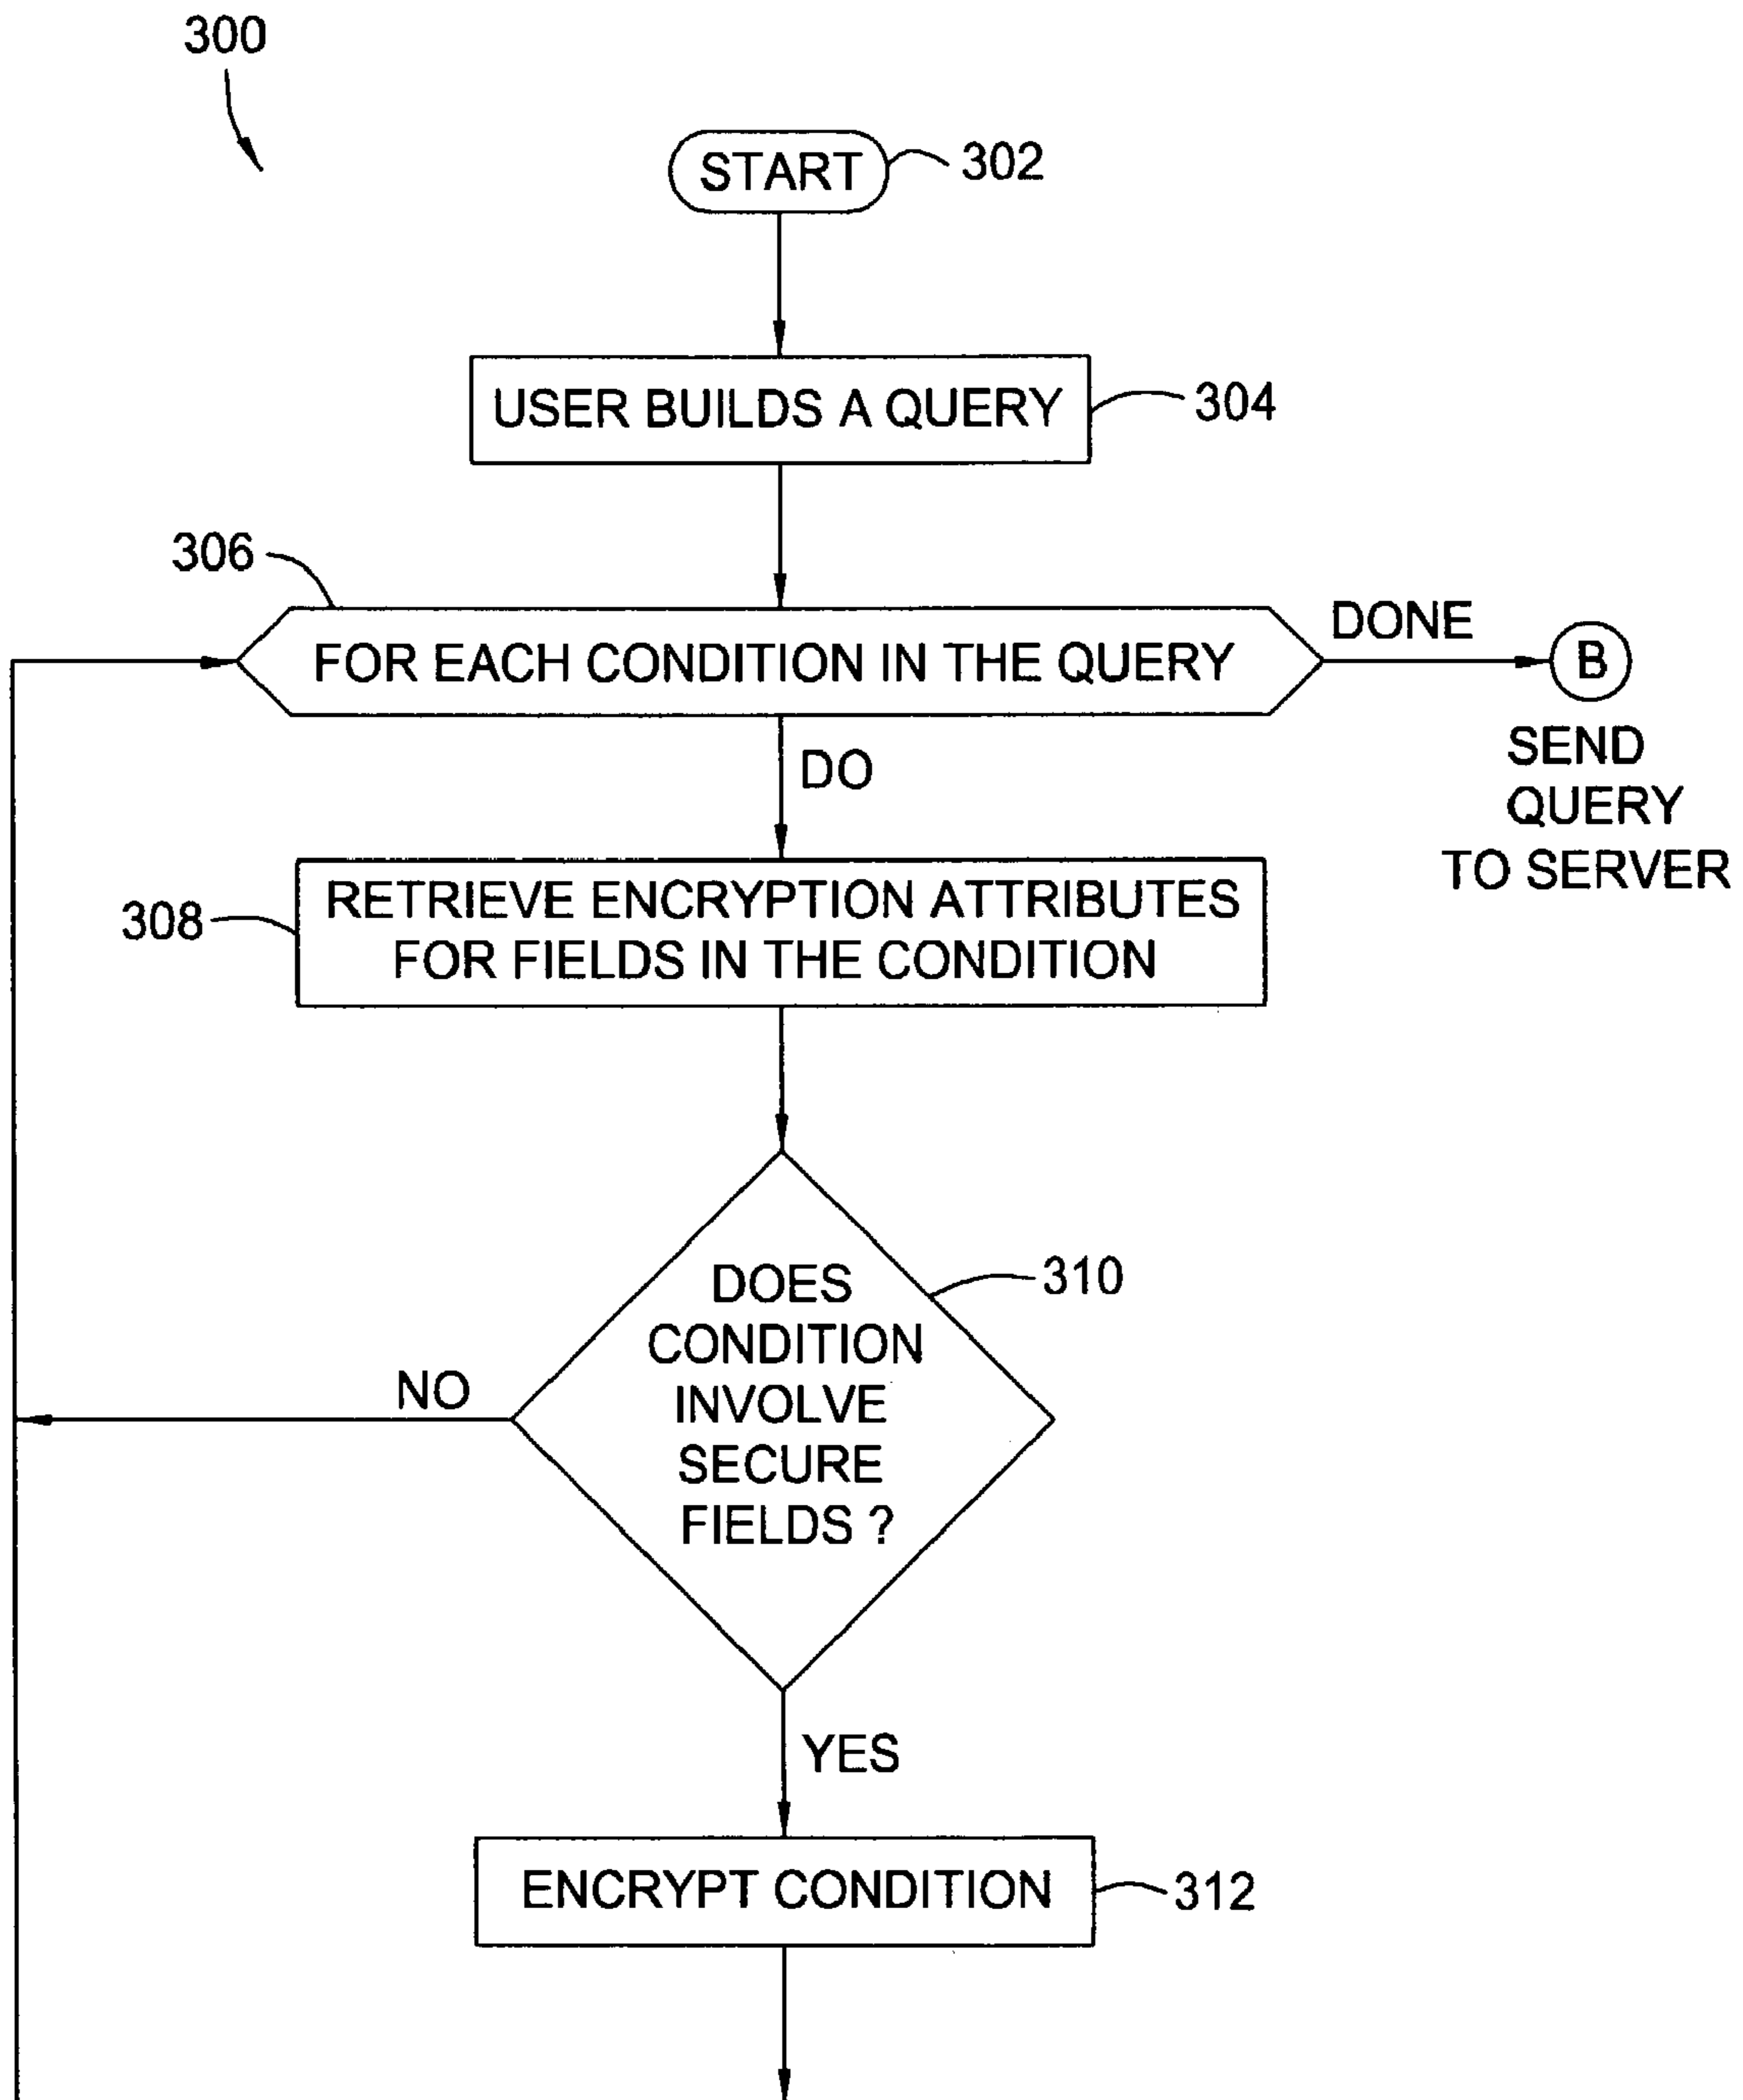 300
START
302
USER BUILDS A QUERY
304
306
FOR EACH CONDITION IN THE QUERY
DONE
B
SEND
QUERY
TO SERVER
DO
308
RETRIEVE ENCRYPTION ATTRIBUTES
FOR FIELDS IN THE CONDITION
310
DOES
CONDITION
INVOLVE
SECURE
FIELDS ?
NO
YES
ENCRYPT CONDITION
312